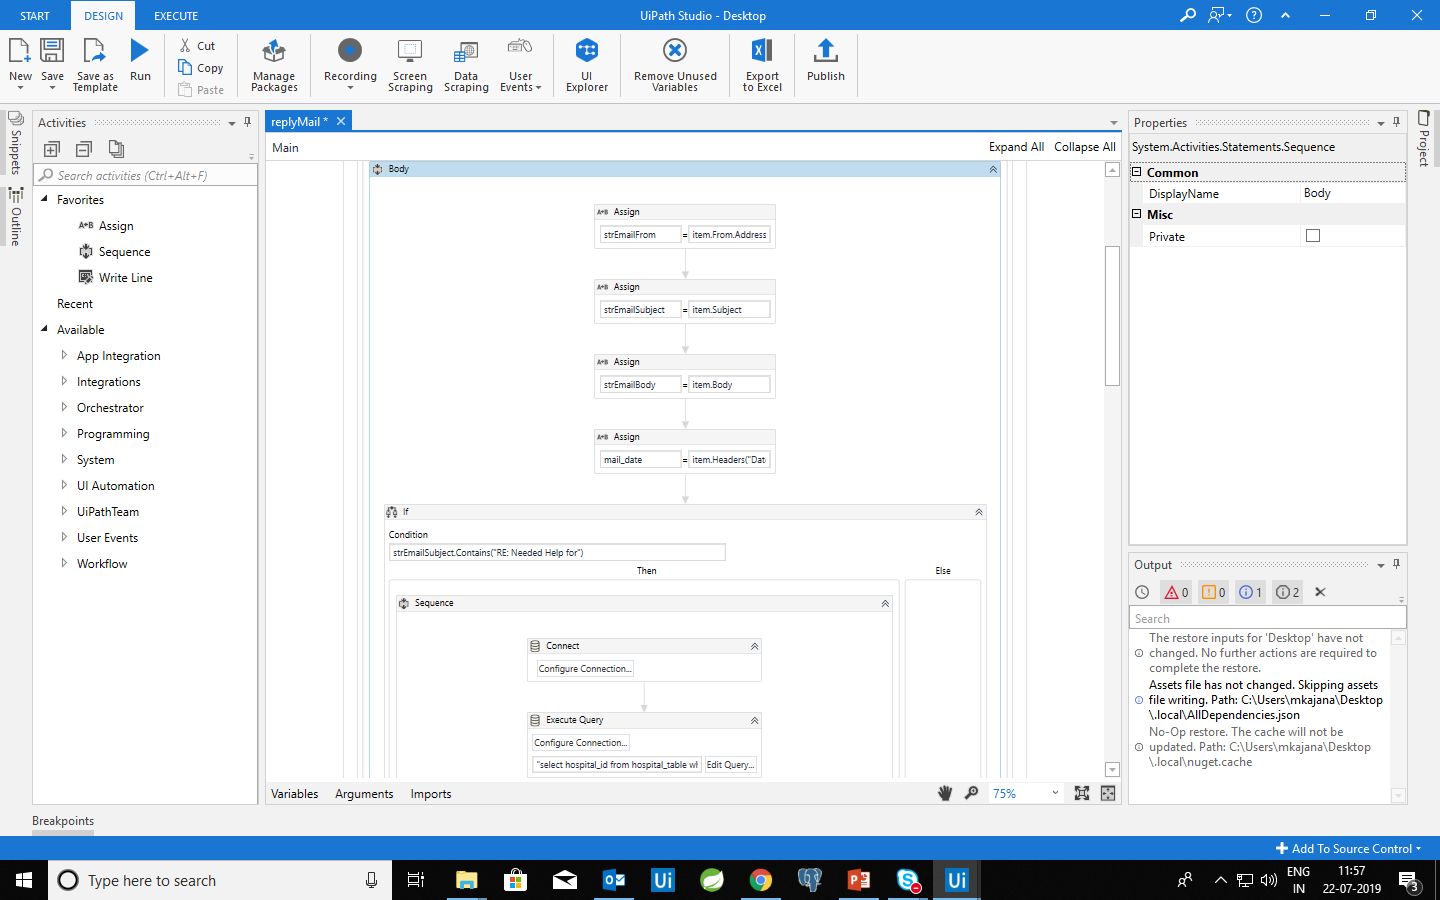 START DESIGN EXECUTE UiPath Studio - Desktop
New Save Save as Template Run
Cut
Copy
Paste
Manage Packages
Recording
Screen Scraping
Data Scraping
User Events
UI Explorer
Remove Unused Variables
Export to Excel
Publish
Snippets
Outline
Activities
Search activities (Ctrl+Alt+F)
Favorites
Assign
Sequence
Write Line
Recent
Available
App Integration
Integrations
Orchestrator
Programming
System
UI Automation
UiPathTeam
User Events
Workflow
replyMail *
Main Expand All Collapse All
Body
A+B Assign
strEmailFrom = item.From.Address
A+B Assign
strEmailSubject = item.Subject
A+B Assign
strEmailBody = item.Body
A+B Assign
mail_date = item.Headers("Dat
If
Condition
strEmailSubject.Contains("RE: Needed Help for")
Then Else
Sequence
Connect
Configure Connection...
Execute Query
Configure Connection...
"select hospital_id from hospital_table wl Edit Query...
Variables Arguments Imports 75%
Properties
System.Activities.Statements.Sequence
Common
DisplayName Body
Misc
Private
Project
Output
0 0 1 2
Search
The restore inputs for 'Desktop' have not
changed. No further actions are required to
complete the restore.
Assets file has not changed. Skipping assets
file writing. Path: C:\Users\mkajana\Desktop
\.local\AllDependencies.json
No-Op restore. The cache will not be
updated. Path: C:\Users\mkajana\Desktop
\.local\nuget.cache
Breakpoints
Add To Source Control
Type here to search
Ui
Ui
ENG
IN
11:57
22-07-2019
3